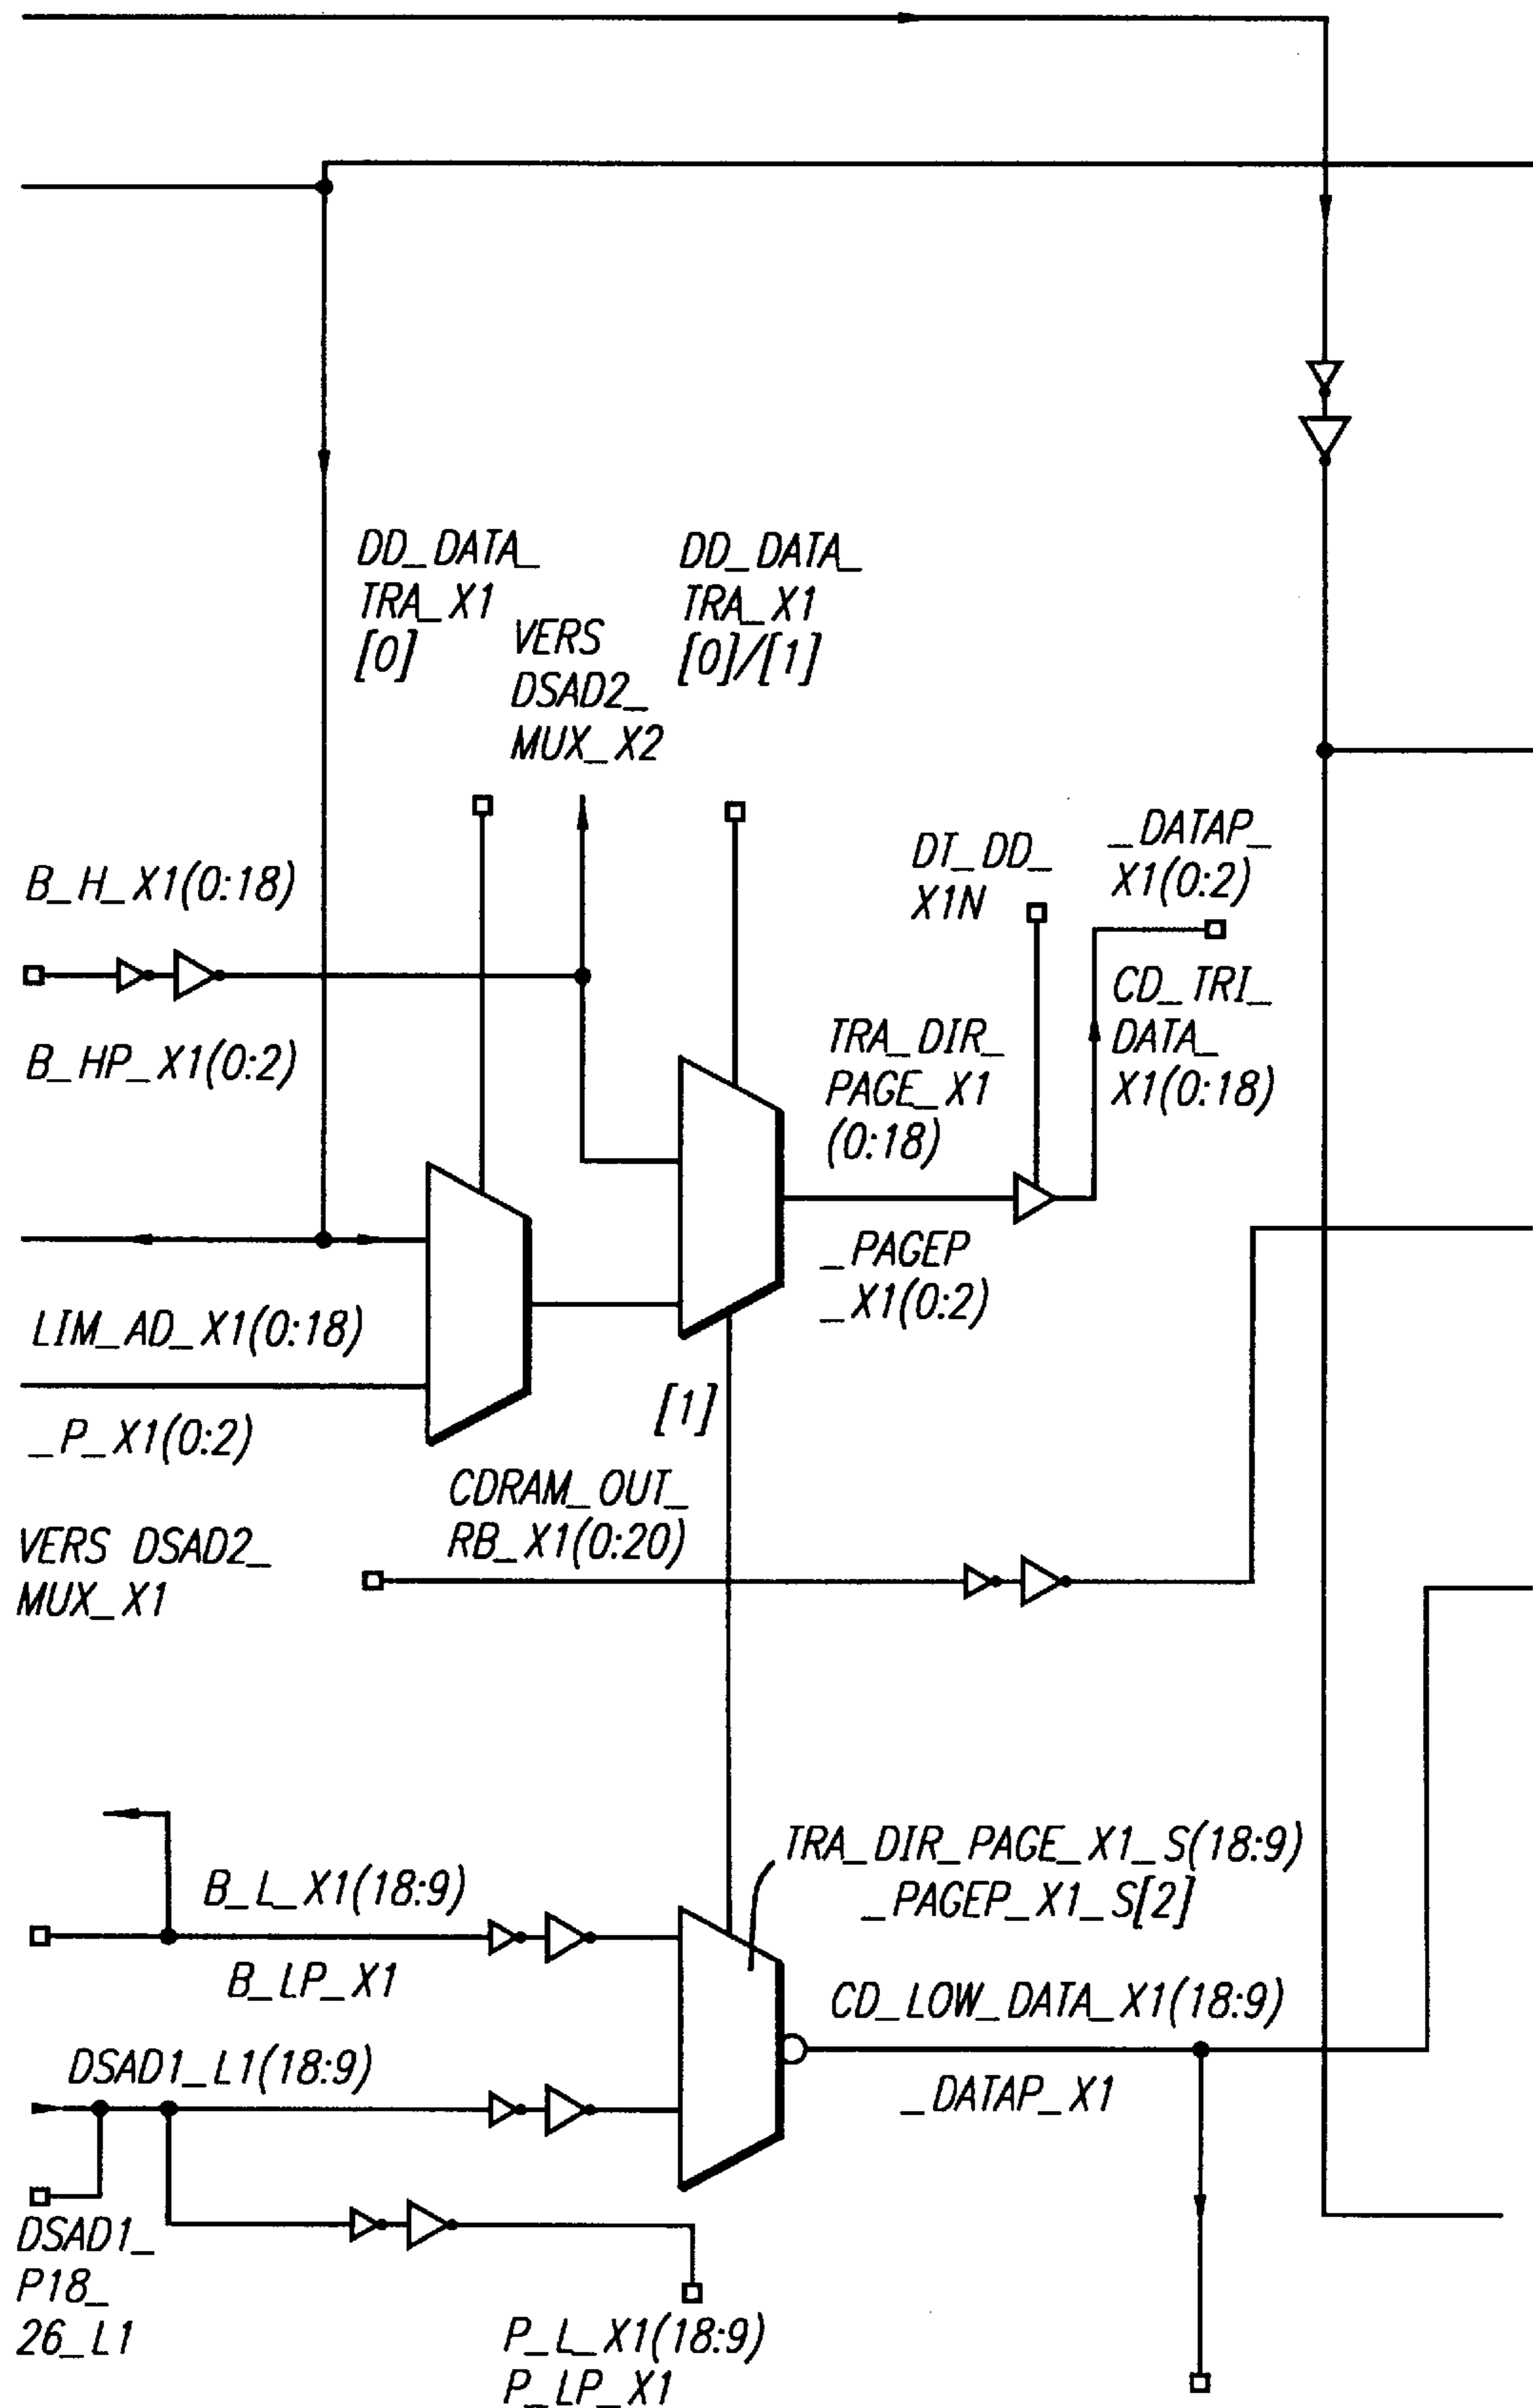 DD_DATA_
TRA_X1
[0]
VERS
DSAD2_
MUX_X2
DD_DATA_
TRA_X1
[0]/[1]
B_H_X1(0:18)
B_HP_X1(0:2)
DT_DD_
X1N
_DATAP_
X1(0:2)
CD_TRI_
DATA_
X1(0:18)
TRA_DIR_
PAGE_X1
(0:18)
_PAGEP
_X1(0:2)
LIM_AD_X1(0:18)
_P_X1(0:2)
[1]
CDRAM_OUT_
RB_X1(0:20)
VERS DSAD2_
MUX_X1
TRA_DIR_PAGE_X1_S(18:9)
_PAGEP_X1_S[2]
B_L_X1(18:9)
B_LP_X1
CD_LOW_DATA_X1(18:9)
_DATAP_X1
DSAD1_L1(18:9)
DSAD1_
P18_
26_L1
P_L_X1(18:9)
P_LP_X1